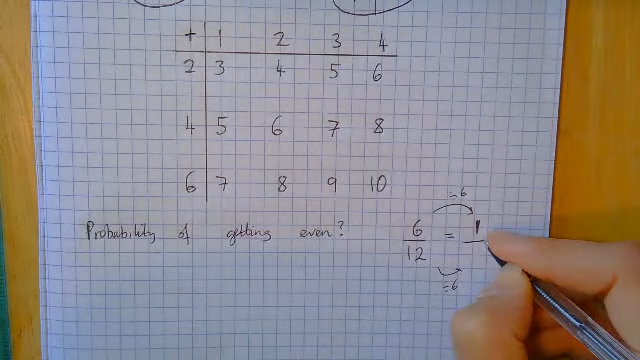 + 1 2 3 4
2 3 4 5 6
4 5 6 7 8
6 7 8 9 10
÷6
Probability of getting even? 6/12 = 1
÷6